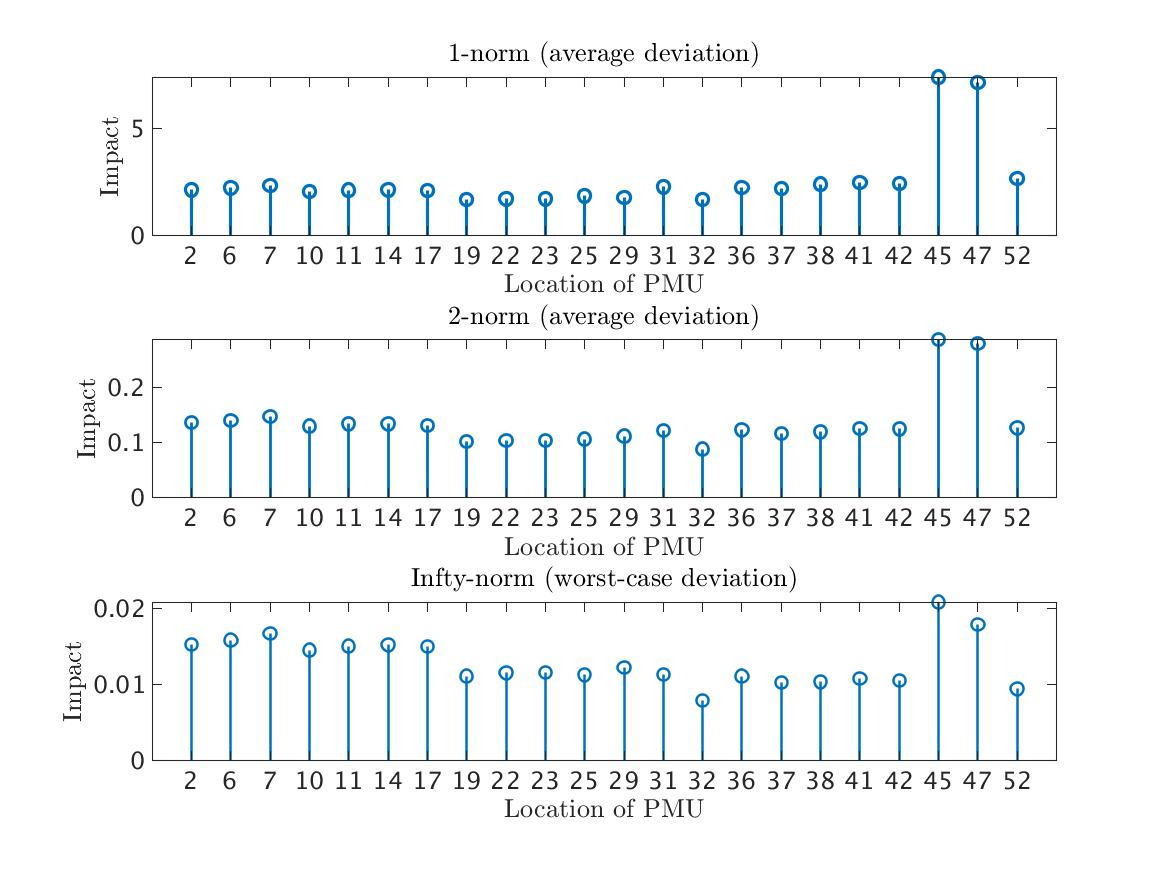 1-norm (average deviation)
5
0
Impact
2 6 7 10 11 14 17 19 22 23 25 29 31 32 36 37 38 41 42 45 47 52
Location of PMU
2-norm (average deviation)
0.2
0.1
0
Impact
2 6 7 10 11 14 17 19 22 23 25 29 31 32 36 37 38 41 42 45 47 52
Location of PMU
Infty-norm (worst-case deviation)
0.02
0.01
0
Impact
2 6 7 10 11 14 17 19 22 23 25 29 31 32 36 37 38 41 42 45 47 52
Location of PMU